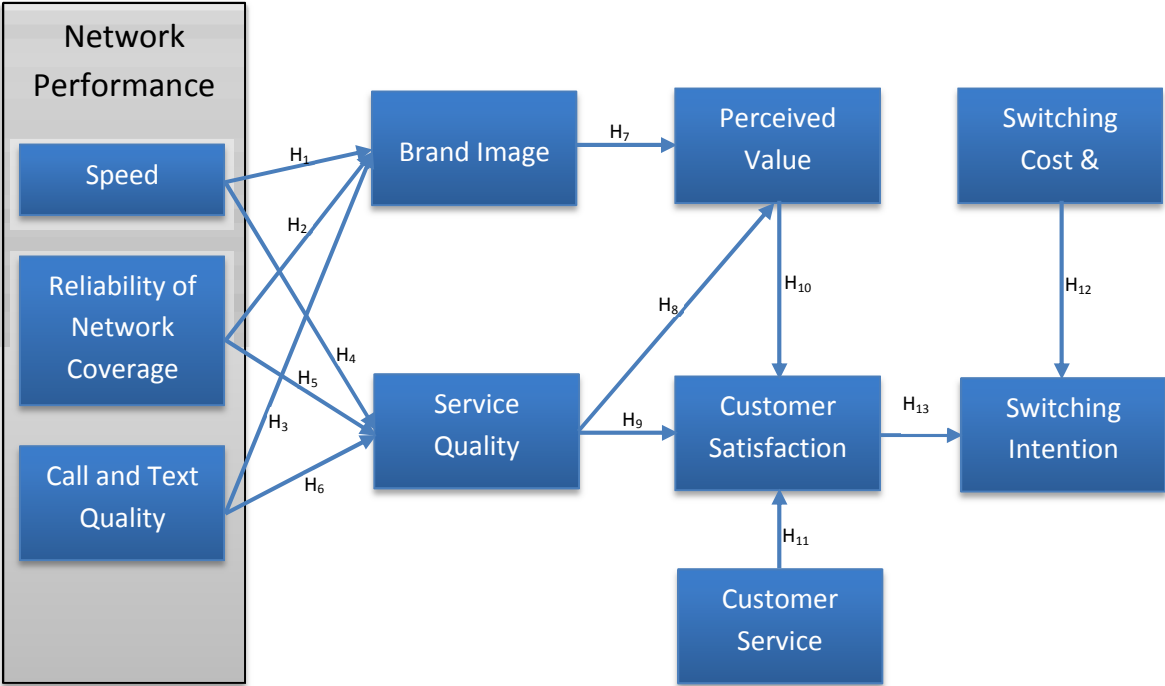 Network
Performance
Speed
Reliability of
Network
Coverage
Call and Text
Quality
H1
H2
H3
H4
H5
H6
Brand Image
Service
Quality
H7
H8
H9
Perceived
Value
H10
Customer
Satisfaction
H11
Customer
Service
Switching
Cost &
H12
H13
Switching
Intention